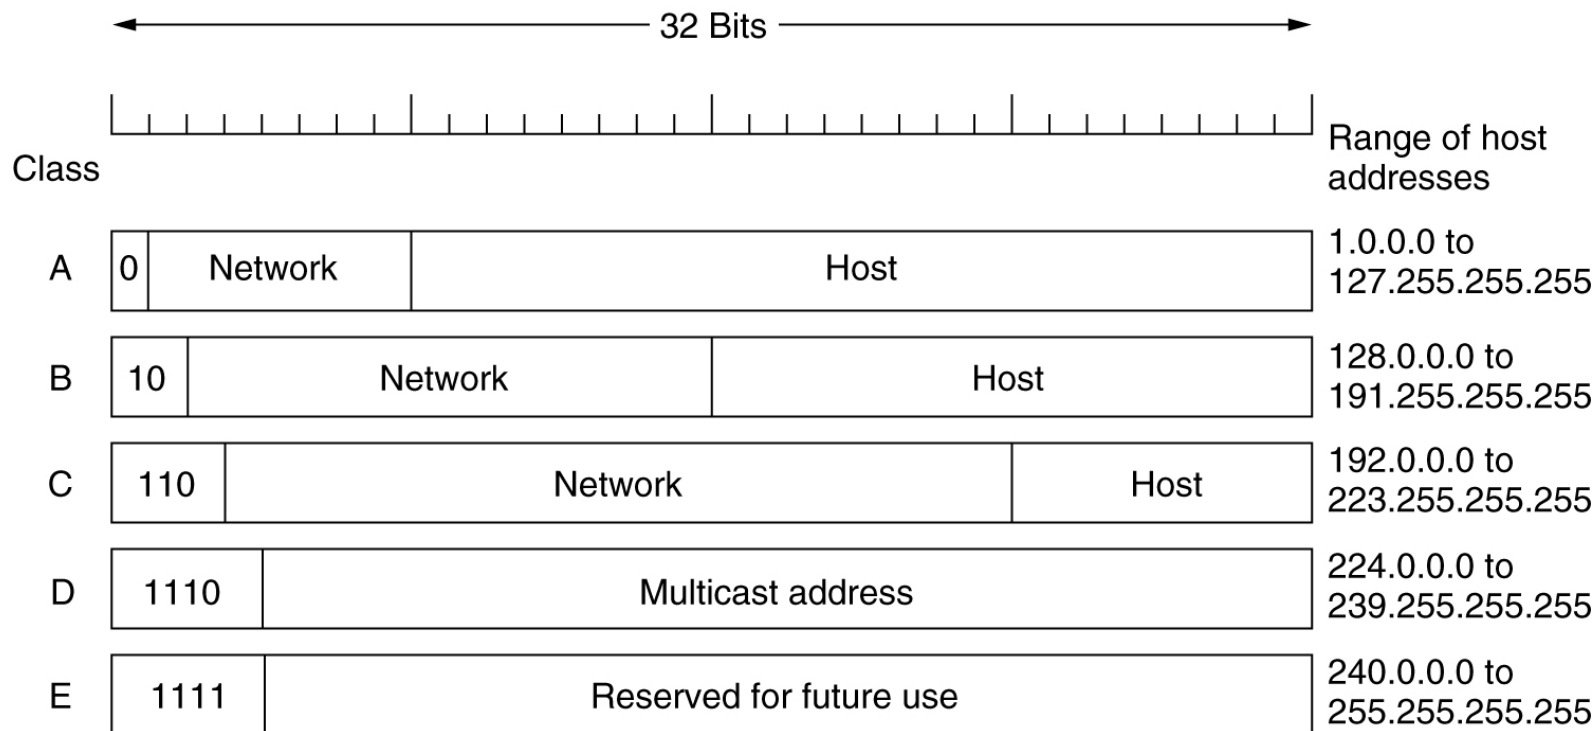 32 Bits
Range of host
addresses
Class
A
0
Network
Host
1.0.0.0 to
127.255.255.255
B
10
Network
Host
128.0.0.0 to
191.255.255.255
C
110
Network
Host
192.0.0.0 to
223.255.255.255
D
1110
Multicast address
224.0.0.0 to
239.255.255.255
E
1111
Reserved for future use
240.0.0.0 to
255.255.255.255